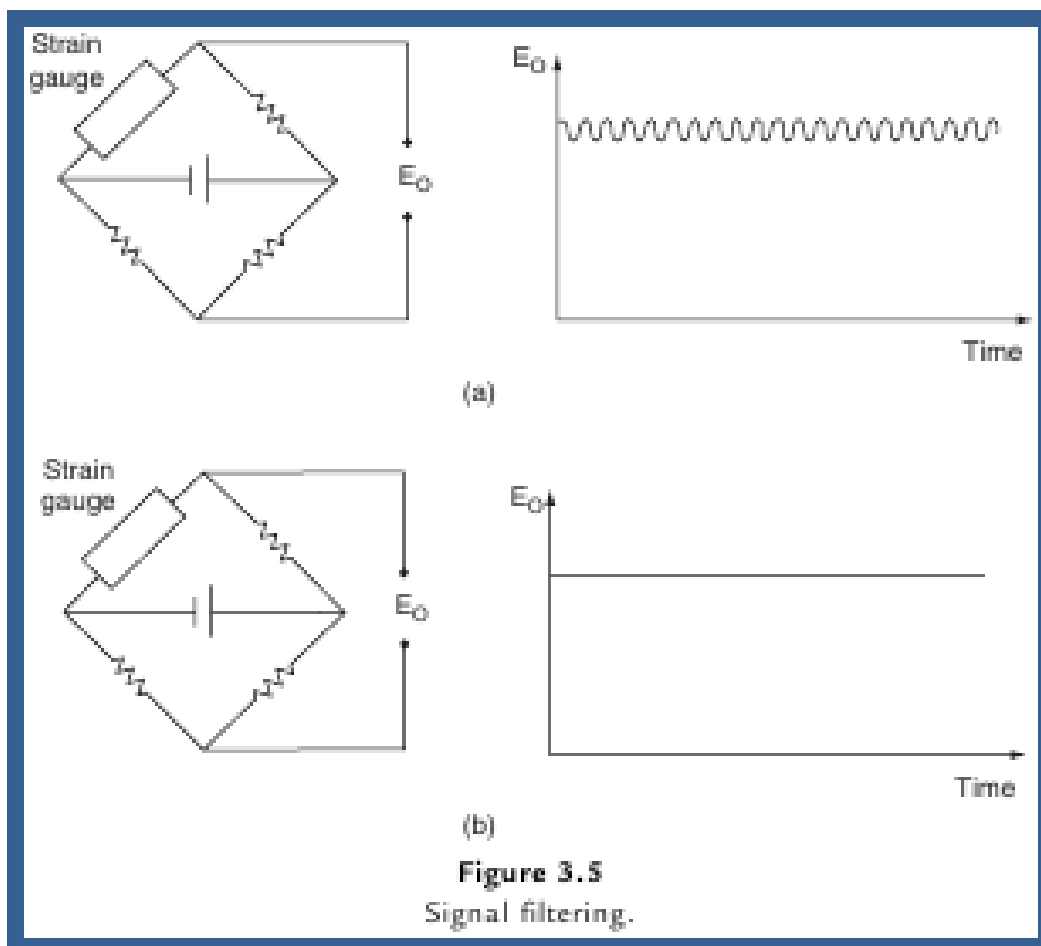 Strain
gauge
E_O
E_O
Time
(a)
Strain
gauge
E_O
E_O
Time
(b)
Figure 3.5
Signal filtering.